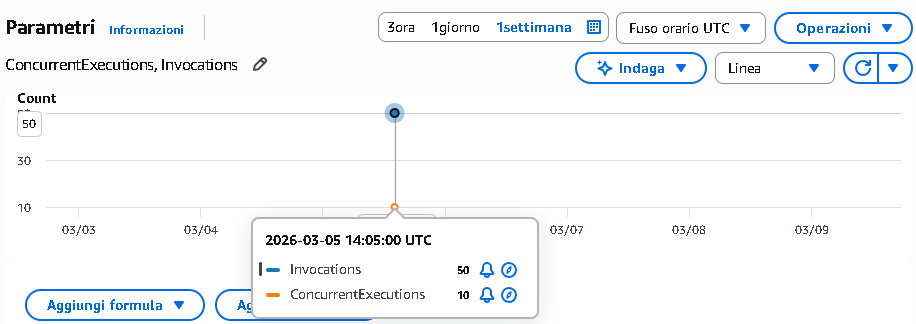 Parametri Informazioni 3ora 1giorno 1settimana Fuso orario UTC Operazioni
ConcurrentExecutions, Invocations Indaga Linea
Count
50
30
10
03/03 03/04 03/07 03/08 03/09
2026-03-05 14:05:00 UTC
Invocations 50
ConcurrentExecutions 10
Aggiungi formula Ag